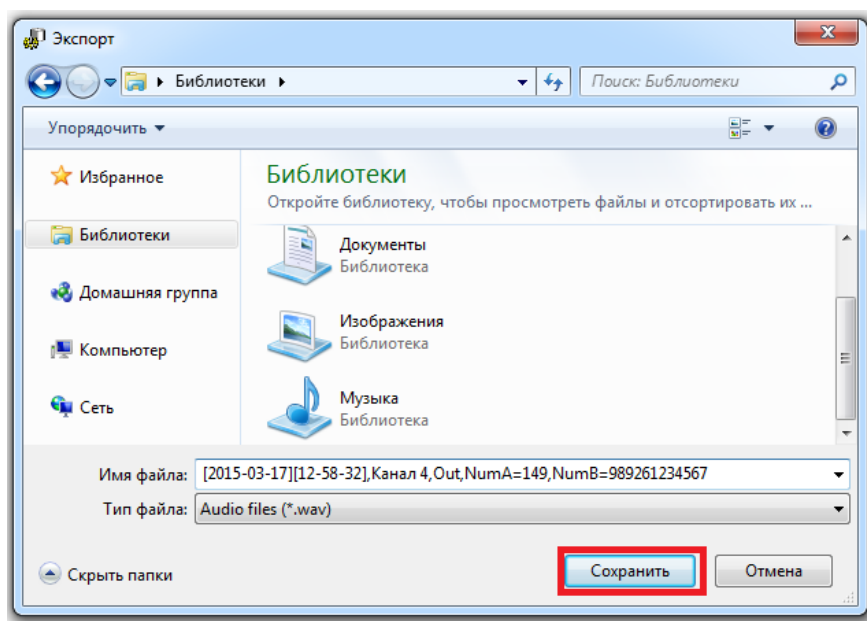 Экспорт
Библиотеки
Поиск: Библиотеки
Упорядочить
Избранное
Библиотеки
Домашняя группа
Компьютер
Сеть
Библиотеки
Откройте библиотеку, чтобы просмотреть файлы и отсортировать их ...
Документы
Библиотека
Изображения
Библиотека
Музыка
Библиотека
Имя файла: [2015-03-17][12-58-32],Канал 4,Out,NumA=149,NumB=989261234567
Тип файла: Audio files (*.wav)
Скрыть папки
Сохранить
Отмена